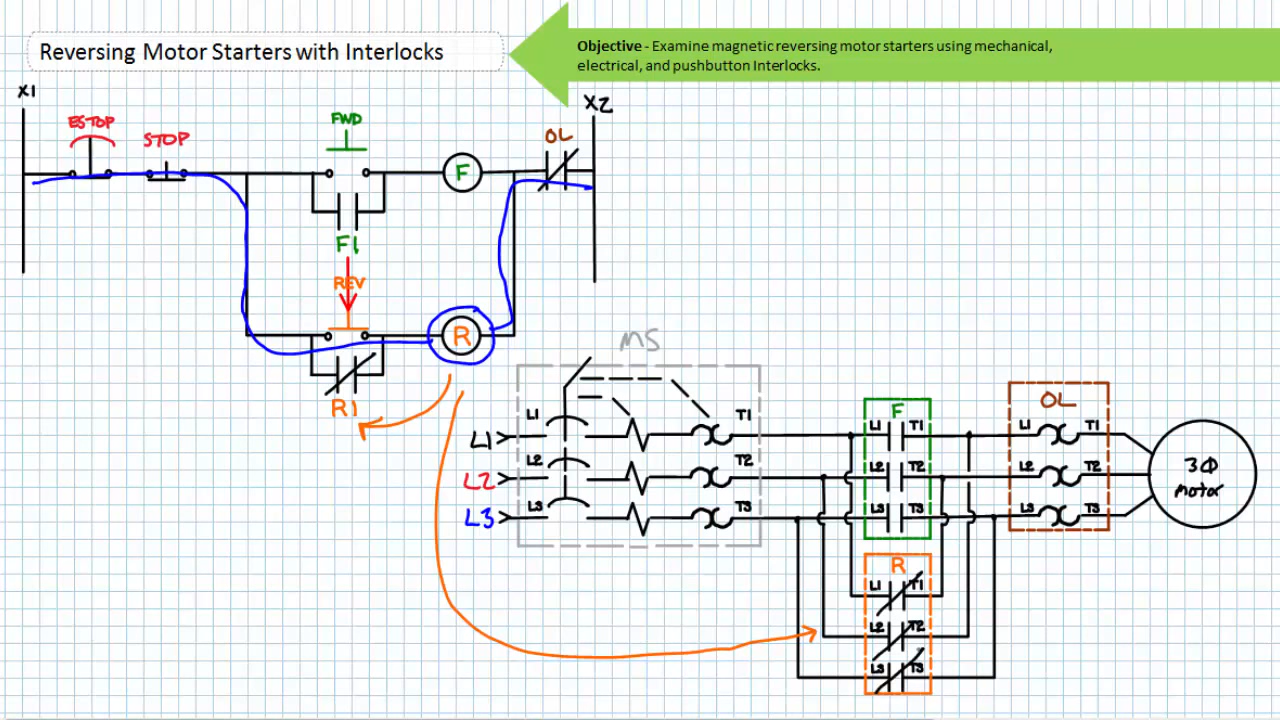 Reversing Motor Starters with Interlocks
Objective - Examine magnetic reversing motor starters using mechanical,
electrical, and pushbutton Interlocks.
X1
X2
ESTOP
STOP
FWD
OL
F
F1
REV
R
R1
MS
L1
L2
L3
L1
L2
L3
T1
T2
T3
F
L1 T1
L2 T2
L3 T3
R
L1 T1
L2 T2
L3 T3
OL
L1 T1
L2 T2
L3 T3
3Φ
motor